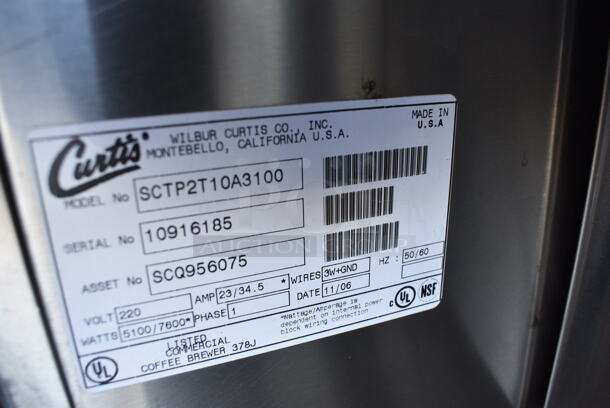 Curtis®
WILBUR CURTIS CO., INC.
MONTEBELLO, CALIFORNIA U.S.A.
MADE IN
U.S.A
MODEL No SCTP2T10A3100
SERIAL No 10916185
ASSET No SCQ956075
VOLT 220 AMP 23/34.5 * WIRES 3W+GND HZ : 50/60
WATTS 5100/7600* PHASE 1 DATE 11/06
*Wattage/Amperage is
dependent on internal power
block wiring connection
C UL NSF
UL
LISTED
COMMERCIAL
COFFEE BREWER 378J
AUCTION GROUP